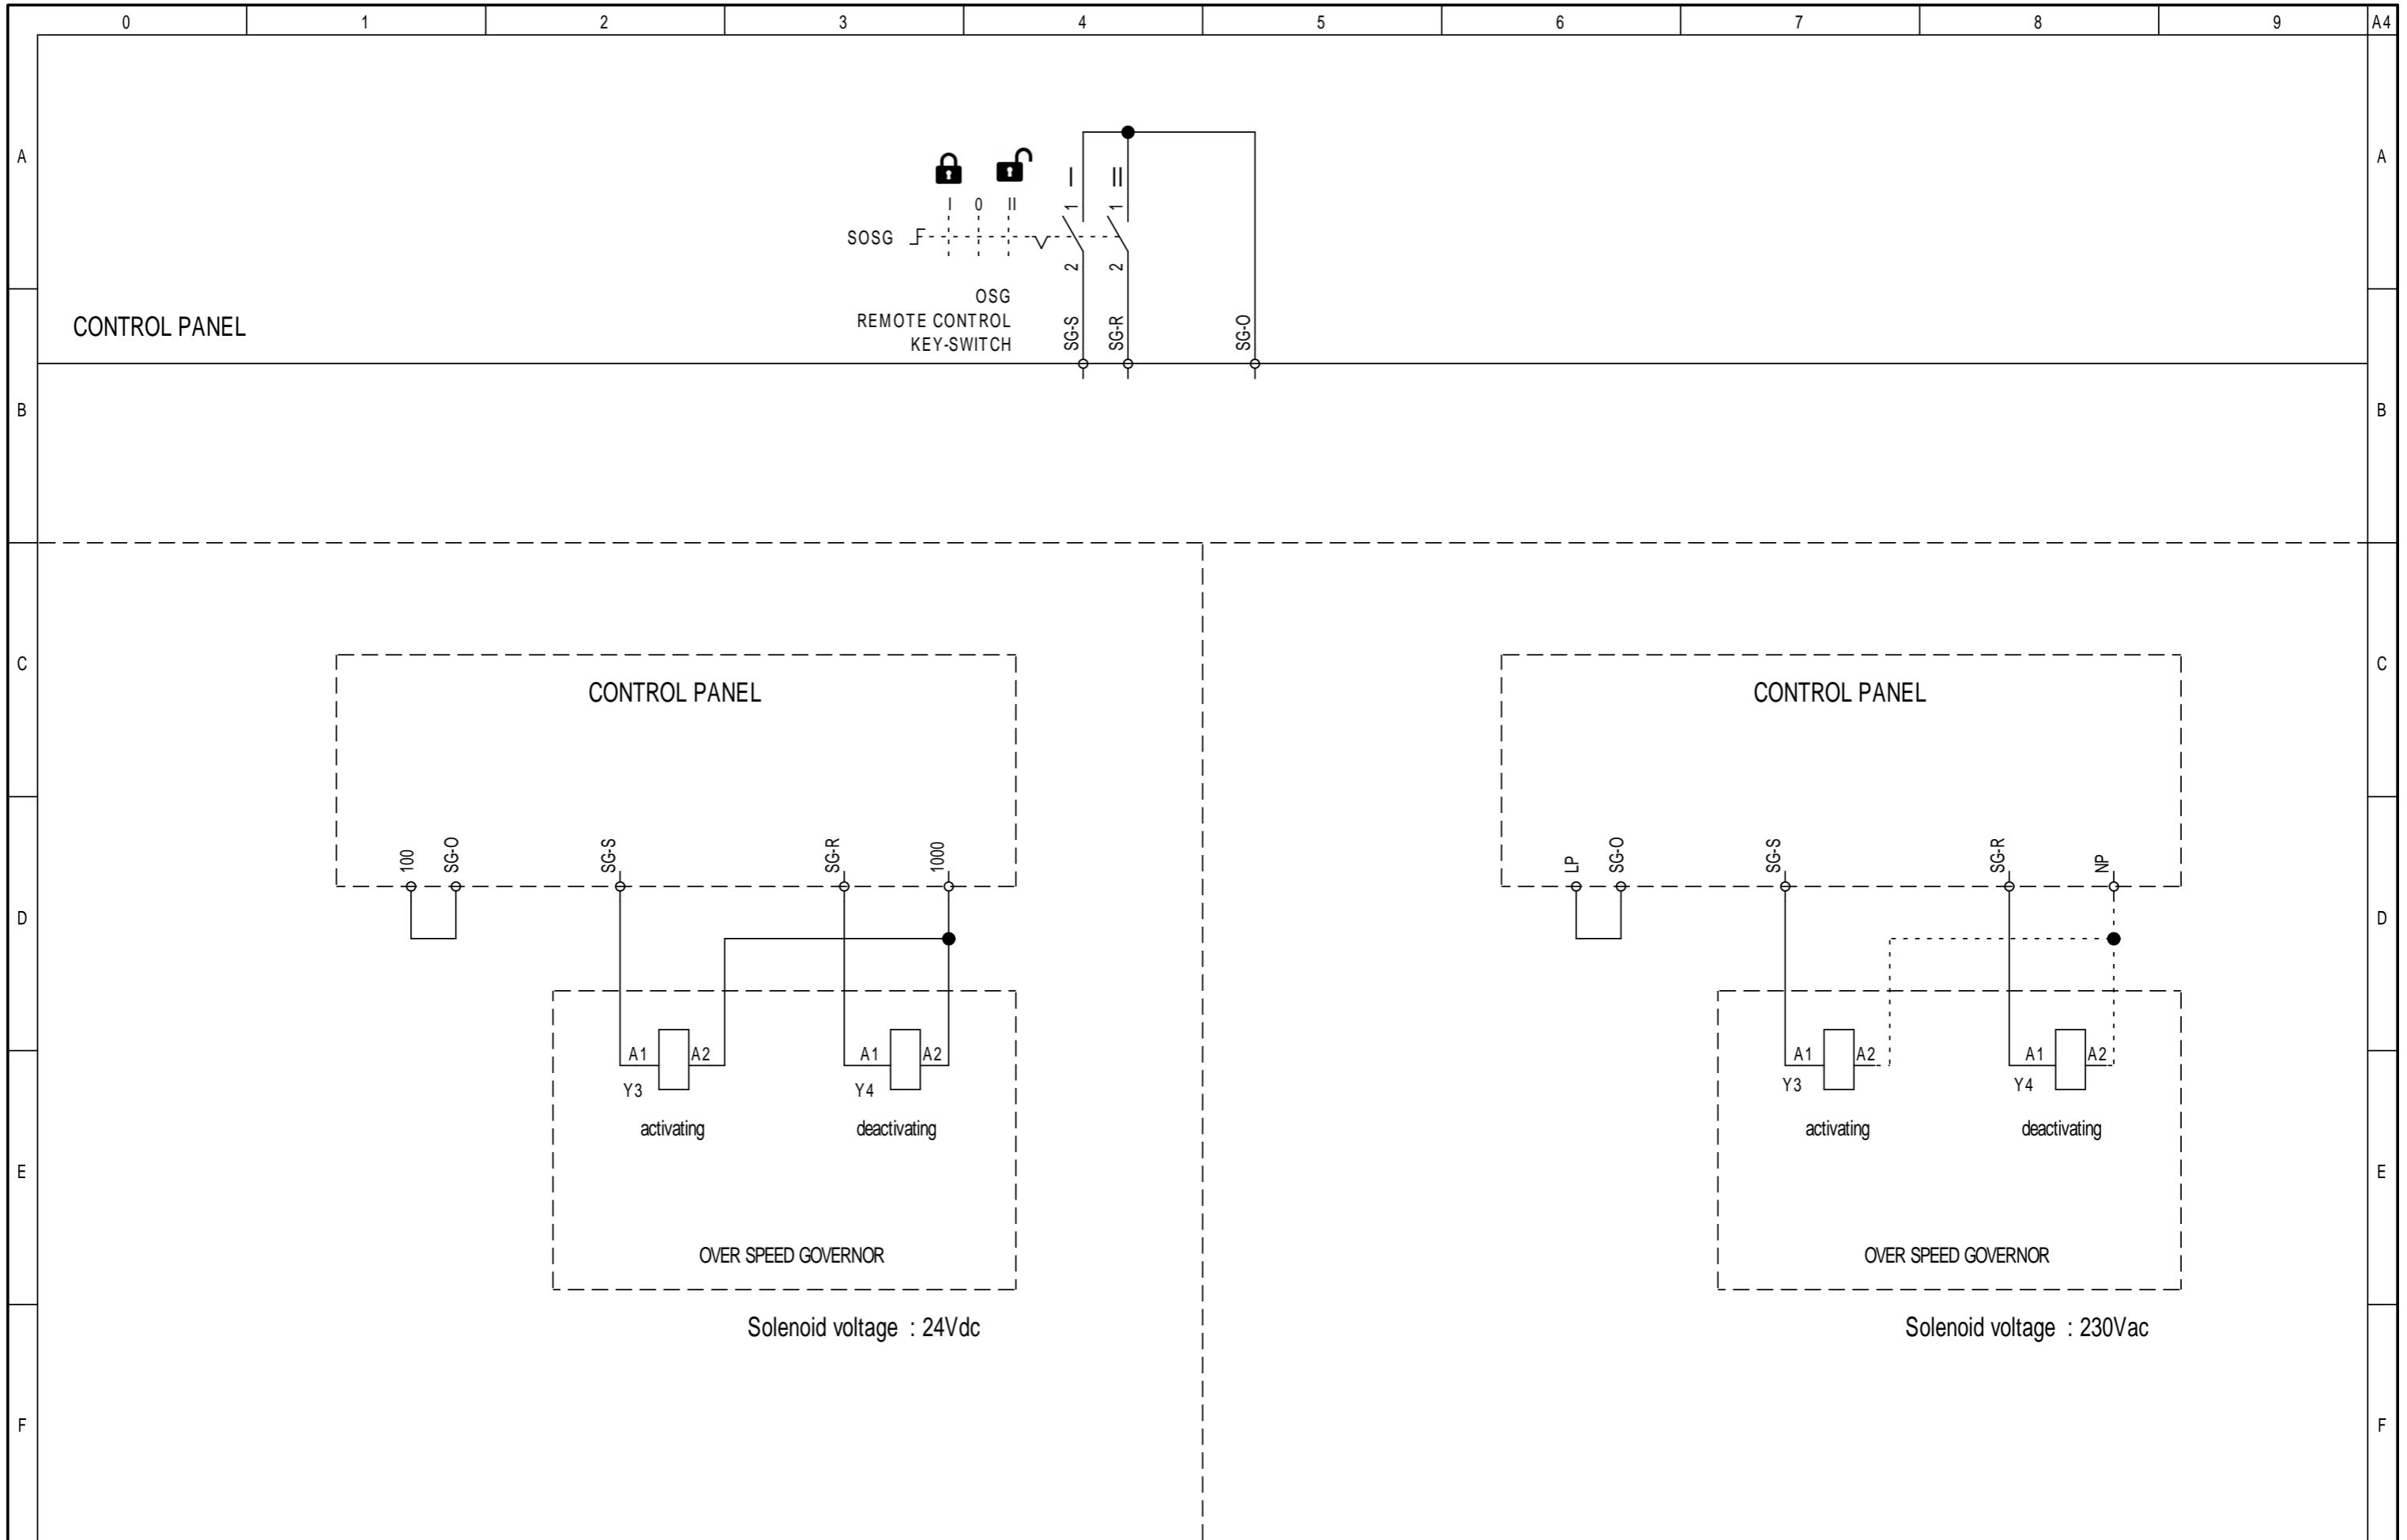 0 1 2 3 4 5 6 7 8 9 A4
A A
I II
I 0 II 1 1
SOSG
2 2
OSG
REMOTE CONTROL
KEY-SWITCH
SG-S SG-R SG-O
CONTROL PANEL
B B
C C
CONTROL PANEL
100 SG-O SG-S SG-R 1000
A1 A2 A1 A2
Y3 Y4
activating deactivating
OVER SPEED GOVERNOR
Solenoid voltage : 24Vdc
CONTROL PANEL
LP SG-O SG-S SG-R NP
A1 A2 A1 A2
Y3 Y4
activating deactivating
OVER SPEED GOVERNOR
Solenoid voltage : 230Vac
D D
E E
F F